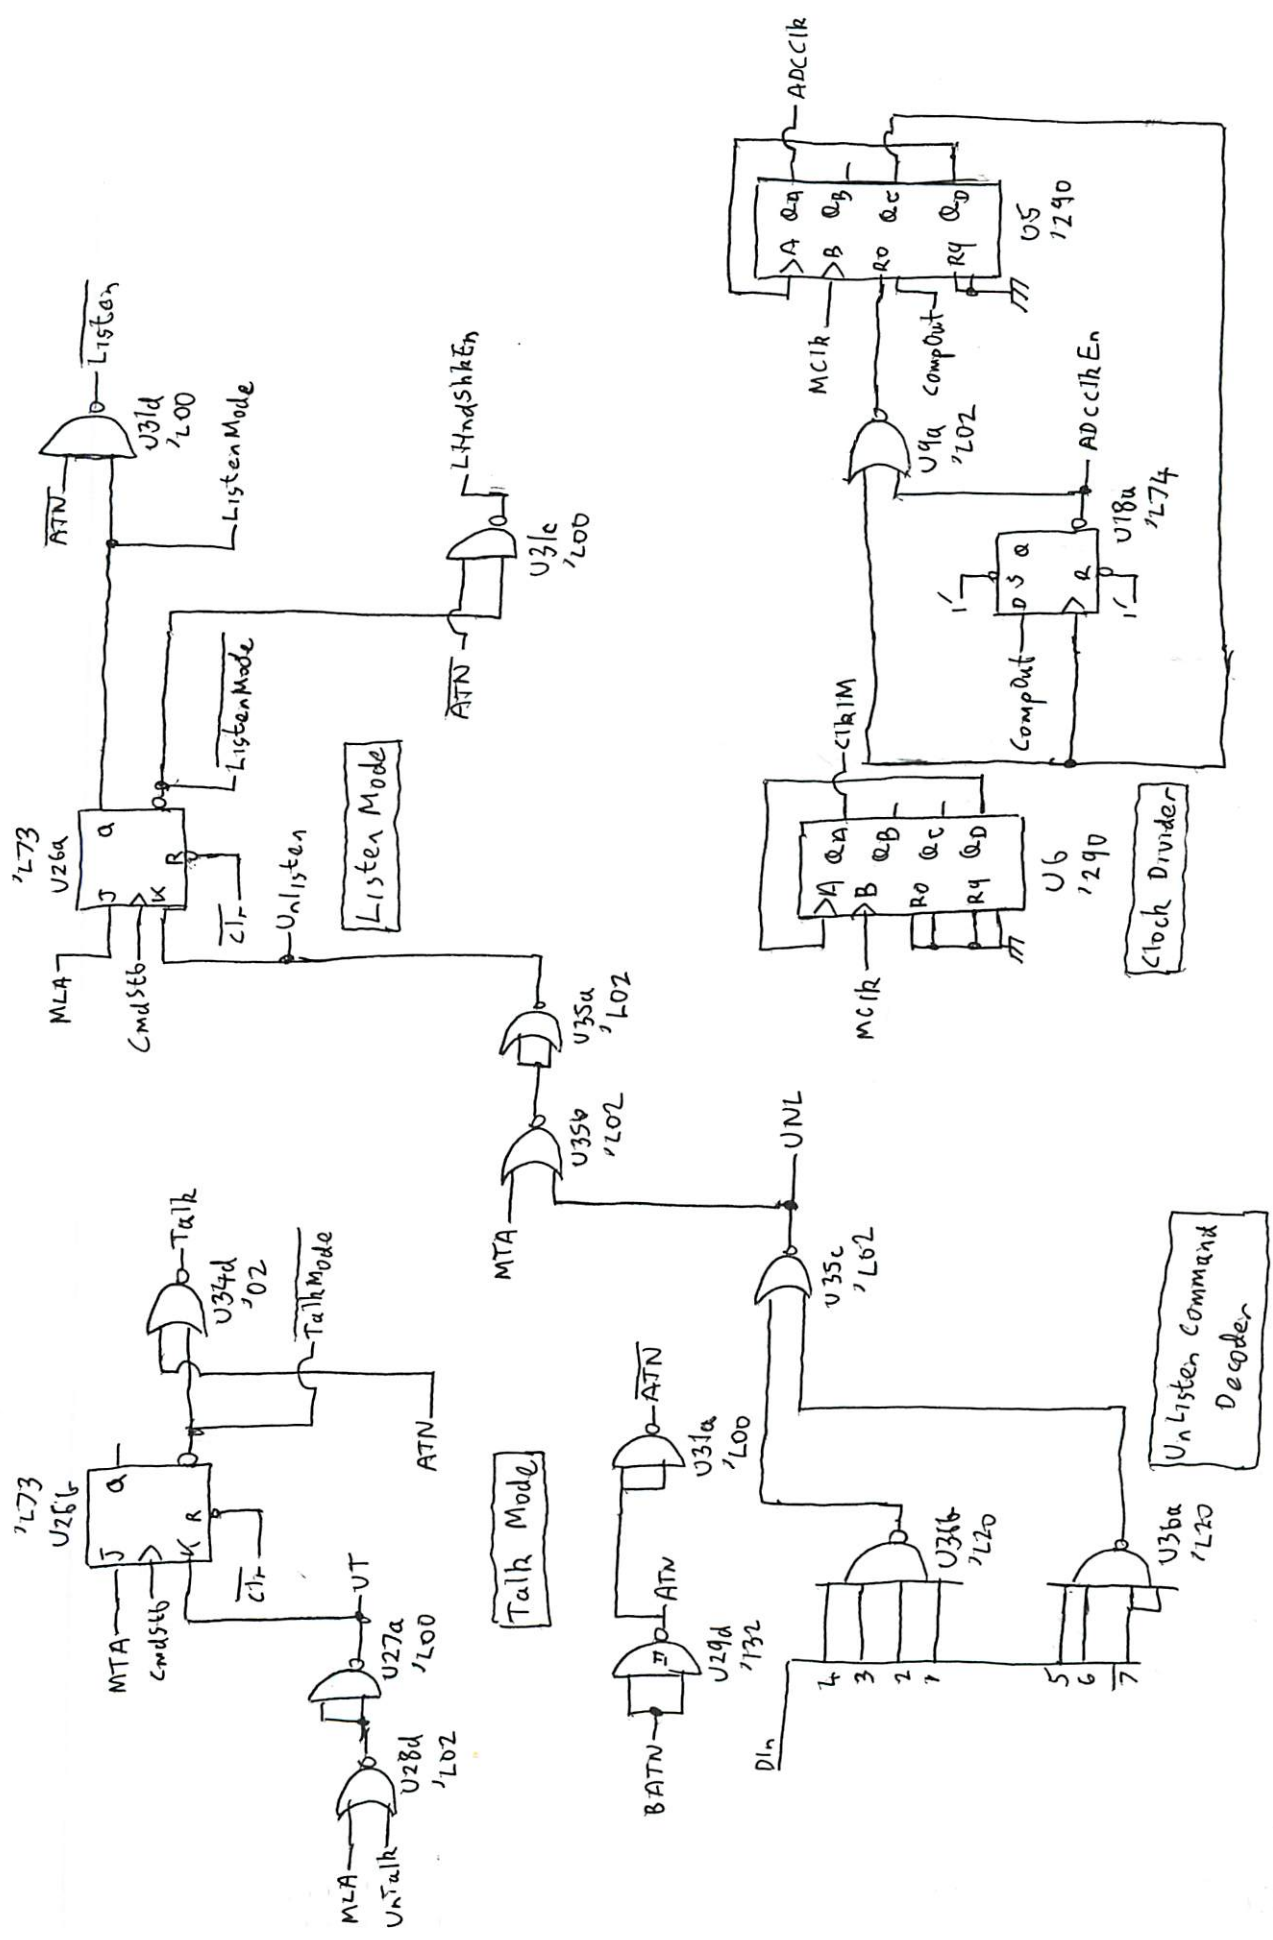 MTA
CmdStb
'L73
U26b
J
K
Q
R
Clr
UT
U27a
'L00
MLA
UnTalk
U28d
'L02
ATN
TalkMode
Talk
U34d
'02
Talk Mode
BATN
U29d
'132
ATN
U31a
'L00
ATN
DIn
4
3
2
1
5
6
7
U36b
'L20
U36a
'L20
U35c
'L02
UNL
UnListen Command
Decoder
MTA
U35b
'L02
U35a
'L02
Unlisten
MLA
CmdStb
'L73
U26a
J
K
Q
R
Clr
ListenMode
Listen Mode
ATN
U31d
'L00
Listen
ListenMode
ATN
U31c
'L00
LHndShkEn
MClk
A
B
R0
R9
QA
QB
QC
QD
U6
'290
Clk1M
Clock Divider
CompOut
D
S
Q
R
'1'
'1'
U18a
'L74
ADCClkEn
U9a
'L02
MClk
CompOut
A
B
R0
R9
QA
QB
QC
QD
U5
'290
ADCClk